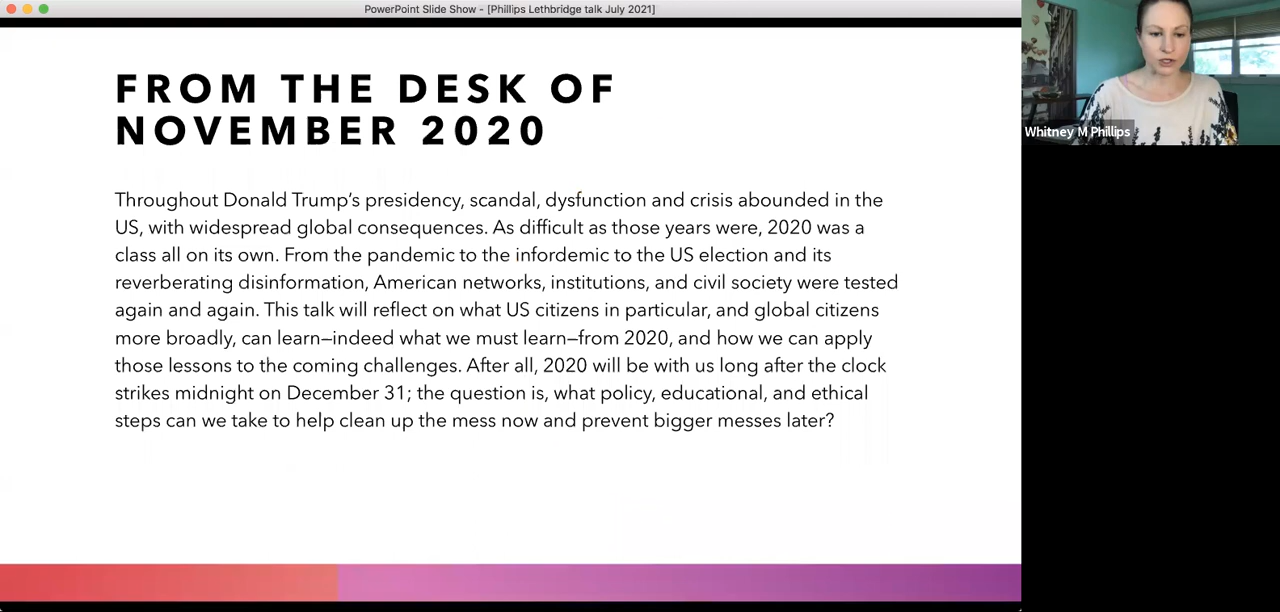 PowerPoint Slide Show - [Phillips Lethbridge talk July 2021]
FROM THE DESK OF
NOVEMBER 2020
Throughout Donald Trump's presidency, scandal, dysfunction and crisis abounded in the
US, with widespread global consequences. As difficult as those years were, 2020 was a
class all on its own. From the pandemic to the infordemic to the US election and its
reverberating disinformation, American networks, institutions, and civil society were tested
again and again. This talk will reflect on what US citizens in particular, and global citizens
more broadly, can learn—indeed what we must learn—from 2020, and how we can apply
those lessons to the coming challenges. After all, 2020 will be with us long after the clock
strikes midnight on December 31; the question is, what policy, educational, and ethical
steps can we take to help clean up the mess now and prevent bigger messes later?
Whitney M Phillips